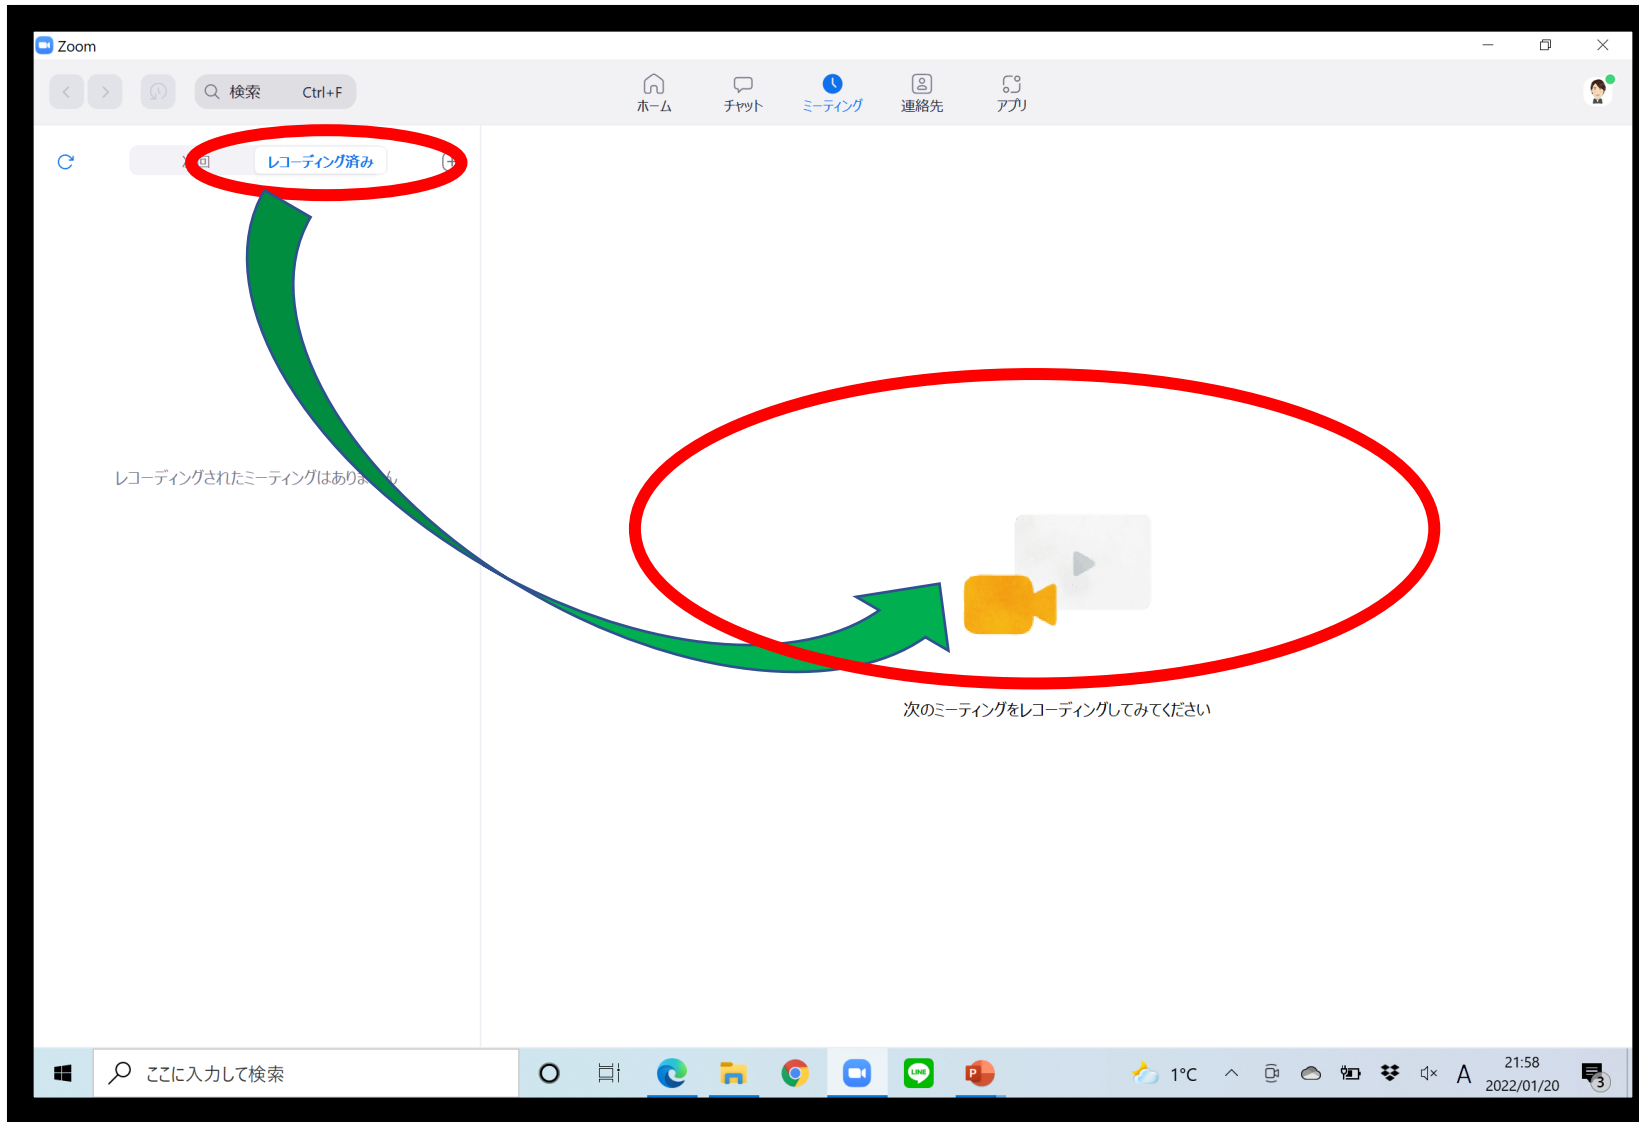 Zoom
検索 Ctrl+F
ホーム
チャット
ミーティング
連絡先
アプリ
レコーディング済み
レコーディングされたミーティングはあり
次のミーティングをレコーディングしてみてください
ここに入力して検索
LINE
P
1°C
A
21:58
2022/01/20
3